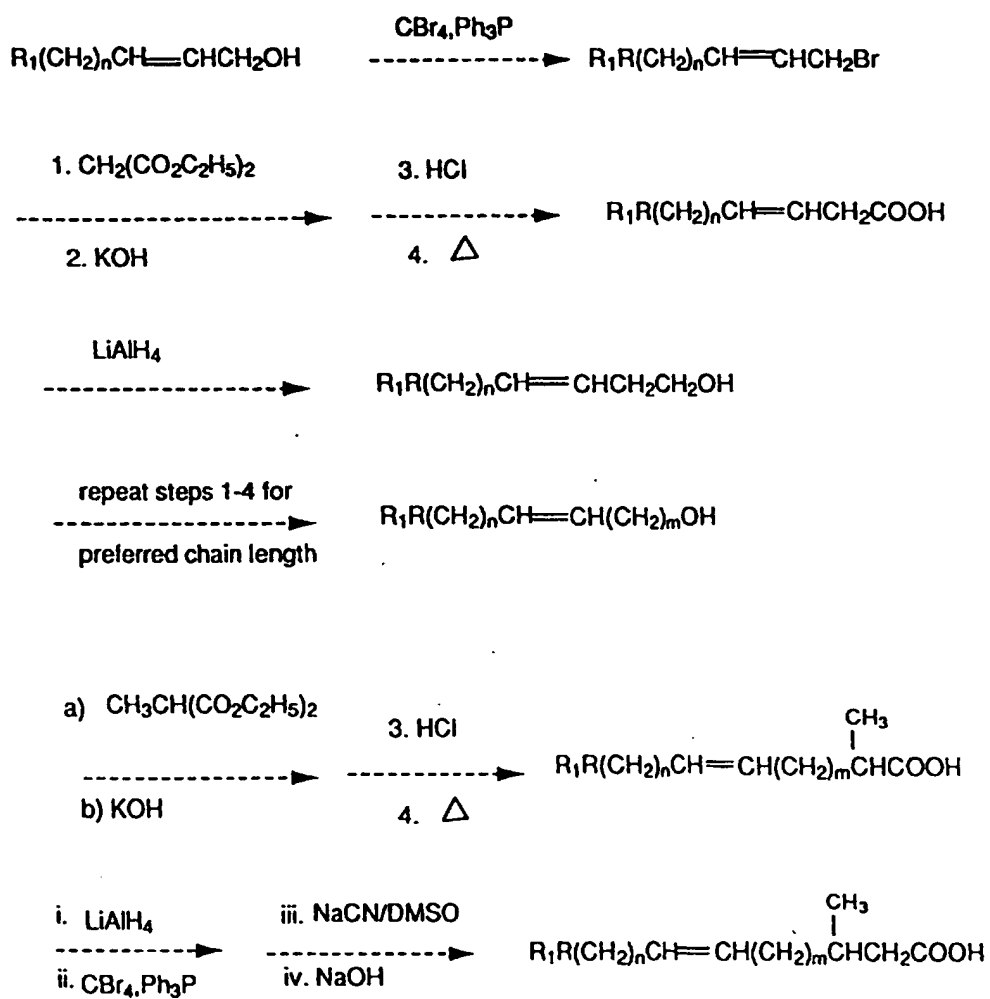 CBr₄,Ph₃P
R₁(CH₂)ₙCH=CHCH₂OH R₁R(CH₂)ₙCH=CHCH₂Br
1. CH₂(CO₂C₂H₅)₂ 3. HCl
R₁R(CH₂)ₙCH=CHCH₂COOH
2. KOH 4. △
LiAlH₄
R₁R(CH₂)ₙCH=CHCH₂CH₂OH
repeat steps 1-4 for
R₁R(CH₂)ₙCH=CH(CH₂)ₘOH
preferred chain length
a) CH₃CH(CO₂C₂H₅)₂ 3. HCl
CH₃
R₁R(CH₂)ₙCH=CH(CH₂)ₘCHCOOH
b) KOH 4. △
CH₃
i. LiAlH₄ iii. NaCN/DMSO
R₁R(CH₂)ₙCH=CH(CH₂)ₘCHCH₂COOH
ii. CBr₄,Ph₃P iv. NaOH